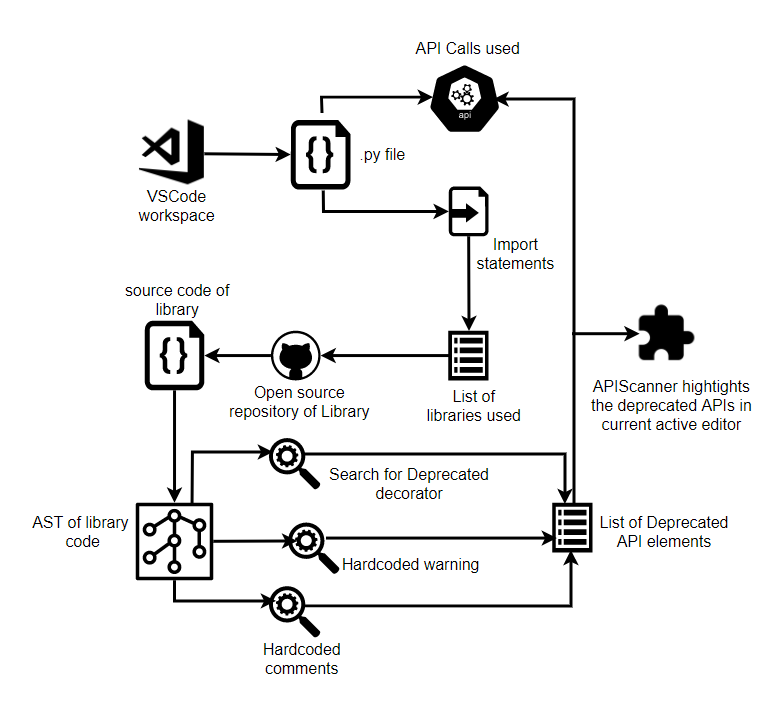 API Calls used
api
.py file
VSCode
workspace
Import
statements
source code of
library
Open source
repository of Library
List of
libraries used
APIScanner hightights
the deprecated APIs in
current active editor
Search for Deprecated
decorator
AST of library
code
List of Deprecated
API elements
Hardcoded warning
Hardcoded
comments